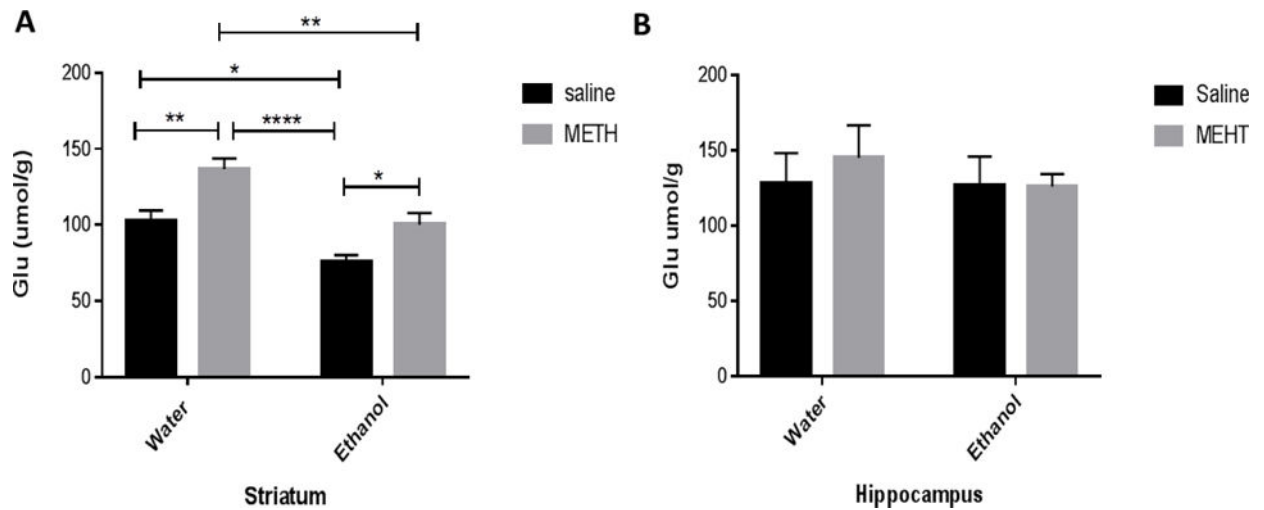 A
**
*
**
****
*
200
150
100
50
0
Glu (umol/g)
saline
METH
Water
Ethanol
Striatum
B
200
150
100
50
0
Glu umol/g
Saline
MEHT
Water
Ethanol
Hippocampus